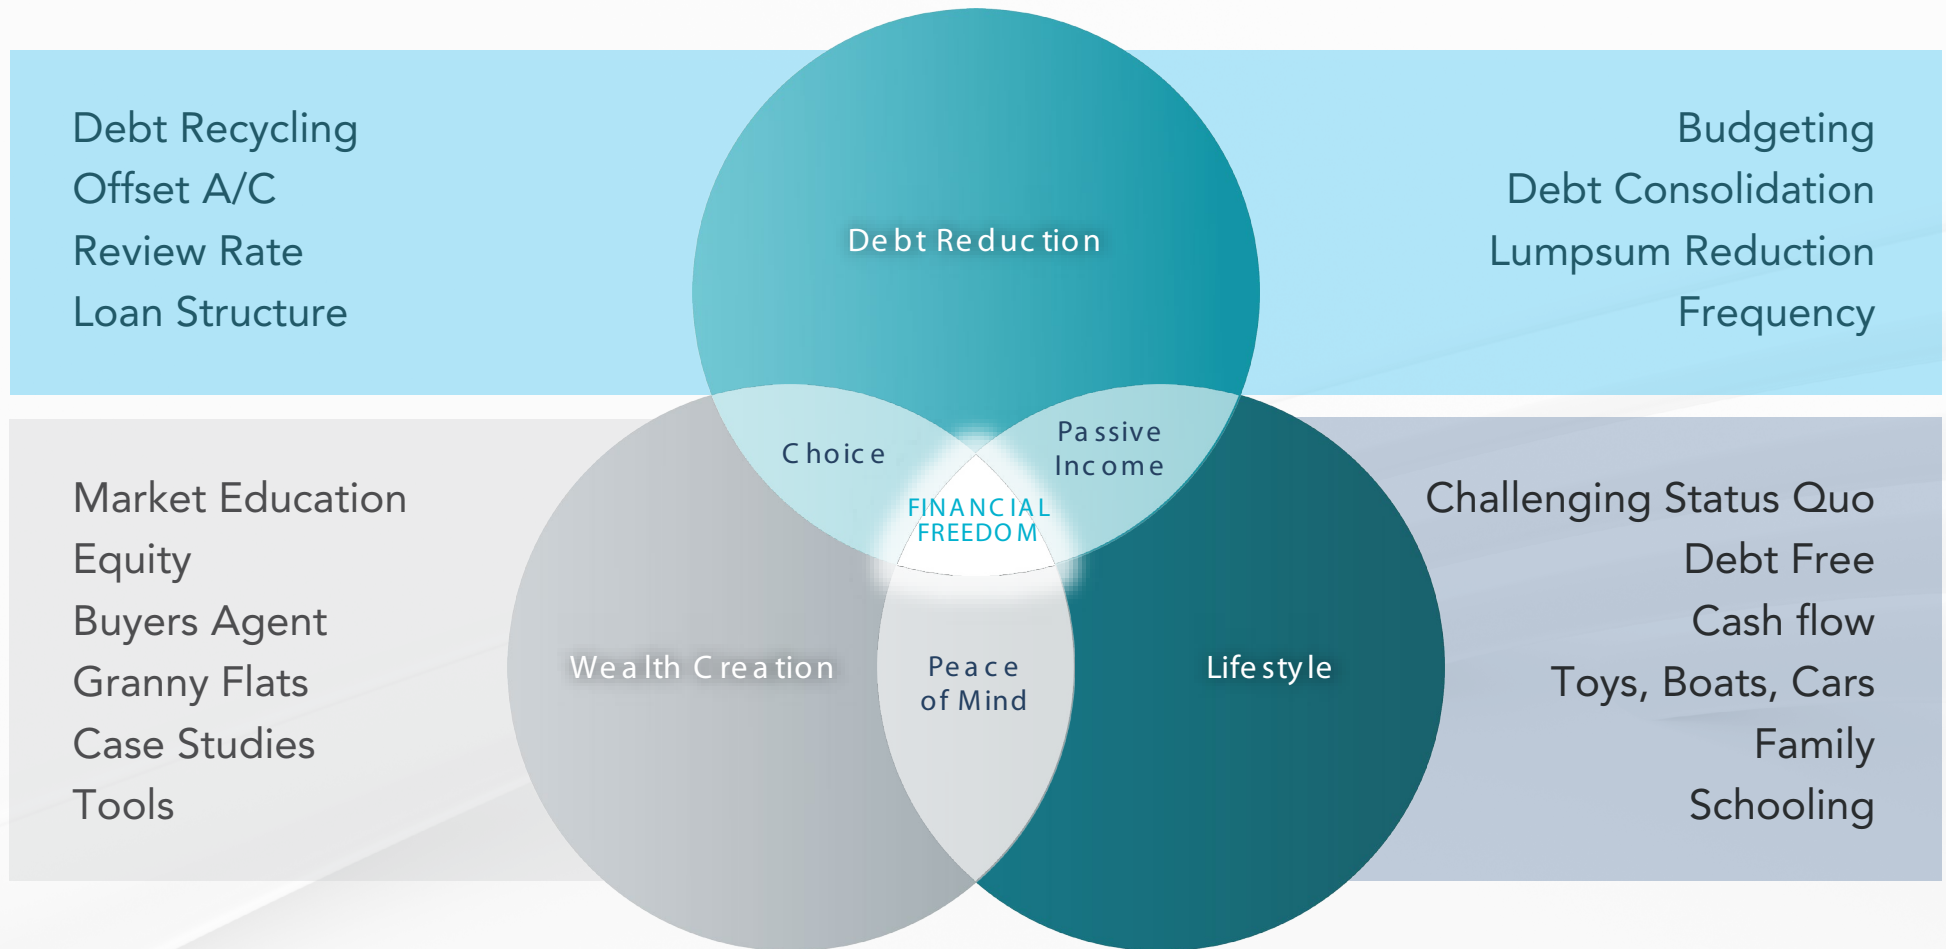 Debt Recycling
Offset A/C
Review Rate
Loan Structure
Debt Reduction
Budgeting
Debt Consolidation
Lumpsum Reduction
Frequency
Choice
Passive
Income
FINANCIAL
FREEDOM
Market Education
Equity
Buyers Agent
Granny Flats
Case Studies
Tools
Wealth Creation
Peace
of Mind
Lifestyle
Challenging Status Quo
Debt Free
Cash flow
Toys, Boats, Cars
Family
Schooling